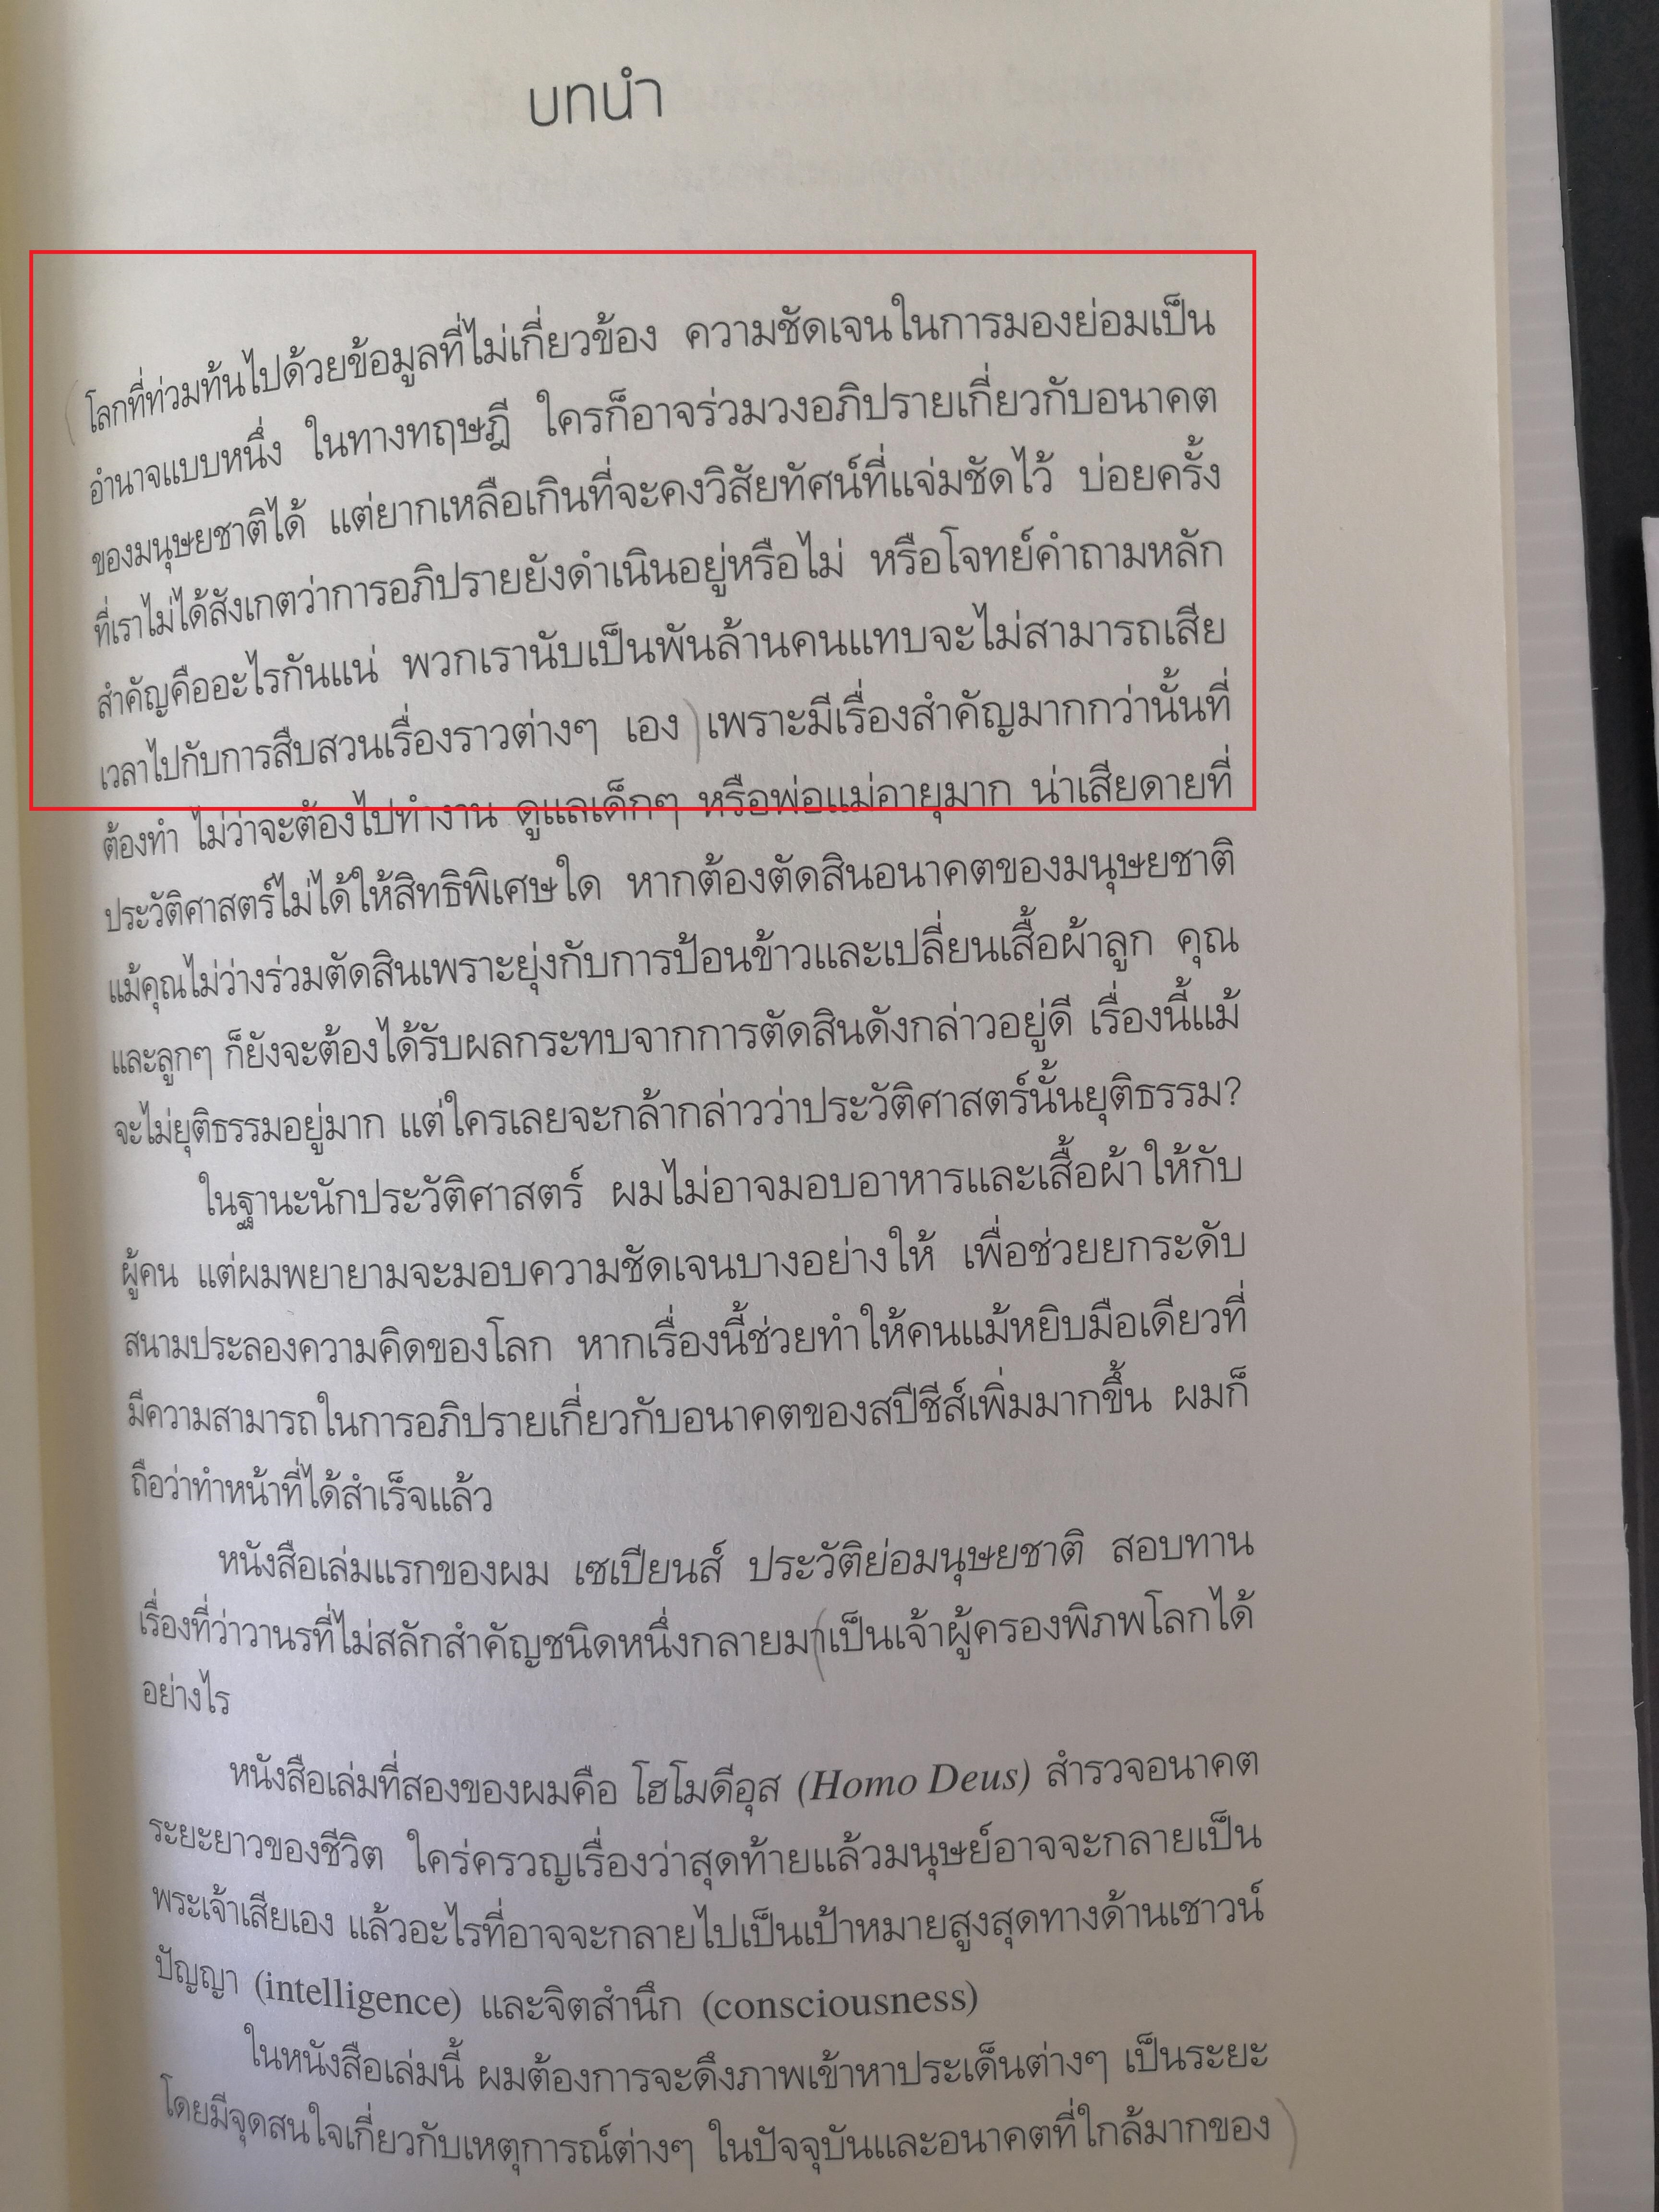 บทนำ
โลกที่ท่วมท้นไปด้วยข้อมูลที่ไม่เกี่ยวข้อง ความชัดเจนในการมองย่อมเป็น
อำนาจแบบหนึ่ง ในทางทฤษฎี ใครก็อาจร่วมวงอภิปรายเกี่ยวกับอนาคต
ของมนุษยชาติได้ แต่ยากเหลือเกินที่จะคงวิสัยทัศน์ที่แจ่มชัดไว้ บ่อยครั้ง
ที่เราไม่ได้สังเกตว่าการอภิปรายยังดำเนินอยู่หรือไม่ หรือโจทย์คำถามหลัก
สำคัญคืออะไรกันแน่ พวกเรานับเป็นพันล้านคนแทบจะไม่สามารถเสีย
เวลาไปกับการสืบสวนเรื่องราวต่างๆ เอง เพราะมีเรื่องสำคัญมากกว่านั้นที่
ต้องทำ ไม่ว่าจะต้องไปทำงาน ดูแลเด็กๆ หรือพ่อแม่อายุมาก น่าเสียดายที่
ประวัติศาสตร์ไม่ได้ให้สิทธิพิเศษใด หากต้องตัดสินอนาคตของมนุษยชาติ
แม้คุณไม่ว่างร่วมตัดสินเพราะยุ่งกับการป้อนข้าวและเปลี่ยนเสื้อผ้าลูก คุณ
และลูกๆ ก็ยังจะต้องได้รับผลกระทบจากการตัดสินดังกล่าวอยู่ดี เรื่องนี้แม้
จะไม่ยุติธรรมอยู่มาก แต่ใครเลยจะกล้ากล่าวว่าประวัติศาสตร์นั้นยุติธรรม?
ในฐานะนักประวัติศาสตร์ ผมไม่อาจมอบอาหารและเสื้อผ้าให้กับ
ผู้คน แต่ผมพยายามจะมอบความชัดเจนบางอย่างให้ เพื่อช่วยยกระดับ
สนามประลองความคิดของโลก หากเรื่องนี้ช่วยทำให้คนแม้หยิบมือเดียวที่
มีความสามารถในการอภิปรายเกี่ยวกับอนาคตของสปีชีส์เพิ่มมากขึ้น ผมก็
ถือว่าทำหน้าที่ได้สำเร็จแล้ว
หนังสือเล่มแรกของผม เซเปียนส์ ประวัติย่อมนุษยชาติ สอบทาน
เรื่องที่ว่าวานรที่ไม่สลักสำคัญชนิดหนึ่งกลายมาเป็นเจ้าผู้ครองพิภพโลกได้
อย่างไร
หนังสือเล่มที่สองของผมคือ โฮโมดีอุส (Homo Deus) สำรวจอนาคต
ระยะยาวของชีวิต ใคร่ครวญเรื่องว่าสุดท้ายแล้วมนุษย์อาจจะกลายเป็น
พระเจ้าเสียเอง แล้วอะไรที่อาจจะกลายไปเป็นเป้าหมายสูงสุดทางด้านเชาวน์
ปัญญา (intelligence) และจิตสำนึก (consciousness)
ในหนังสือเล่มนี้ ผมต้องการจะดึงภาพเข้าหาประเด็นต่างๆ เป็นระยะ
โดยมีจุดสนใจเกี่ยวกับเหตุการณ์ต่างๆ ในปัจจุบันและอนาคตที่ใกล้มากของ